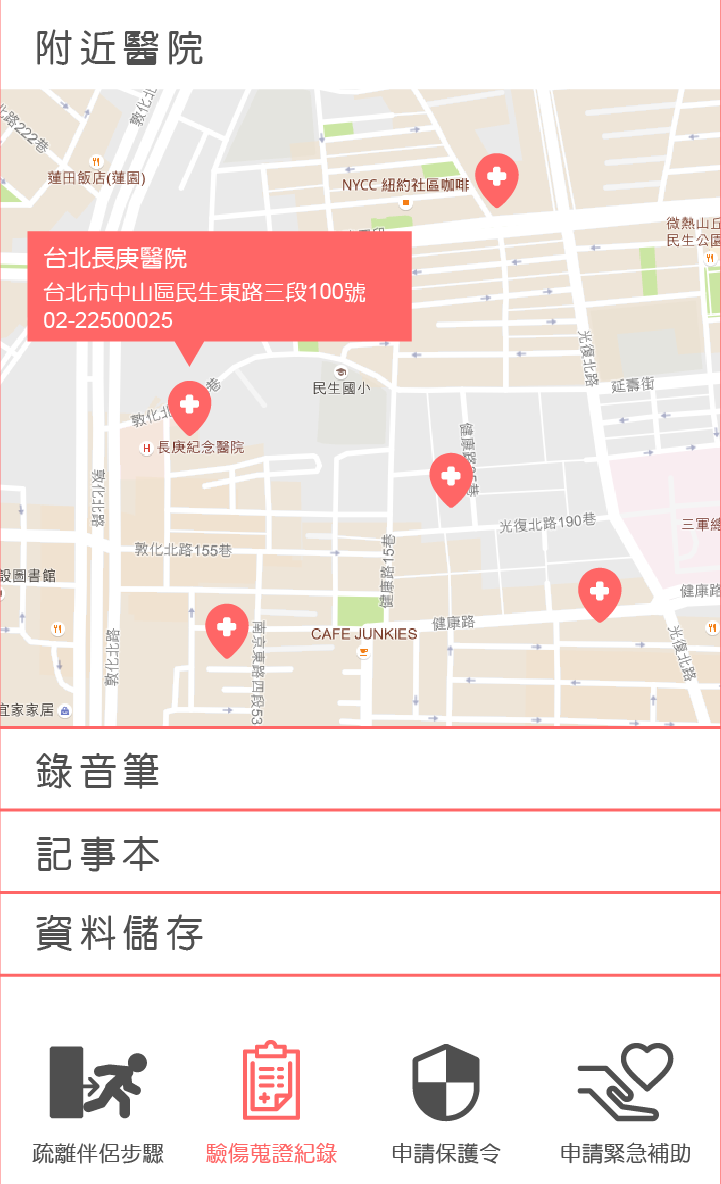 附近醫院
敦化北
北路222巷
蓮田飯店(蓮園)
NYCC 紐約社區咖啡
微熱山丘
民生公園
台北長庚醫院
台北市中山區民生東路三段100號
02-22500025
光復北路
延壽街
民生國小
敦化北
巷
長庚紀念醫院
敦化北路
光復北路190巷
三軍總
敦化北路155巷
健康路15巷
設圖書館
健康路
CAFE JUNKIES
健康路
南京東路四段53
敦化北路
光復北路
宜家家居
錄音筆
記事本
資料儲存
疏離伴侶步驟
驗傷蒐證紀錄
申請保護令
申請緊急補助